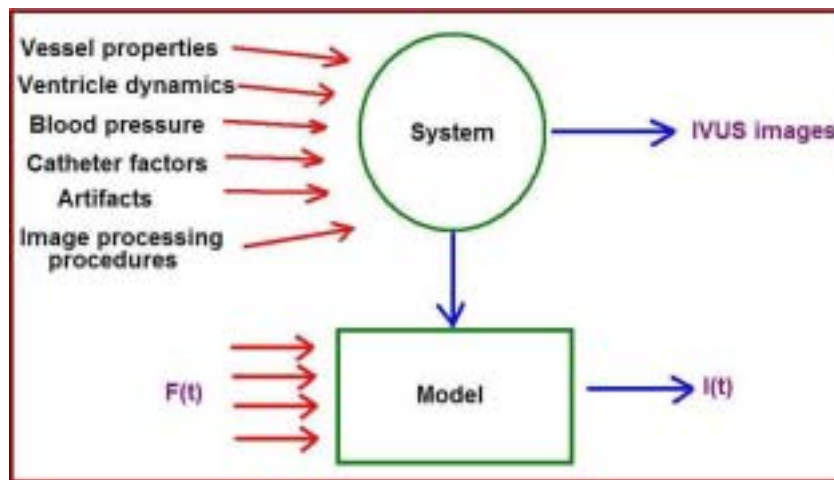 Vessel properties
Ventricle dynamics
Blood pressure
Catheter factors
Artifacts
Image processing
procedures
System
IVUS images
F(t)
Model
I(t)